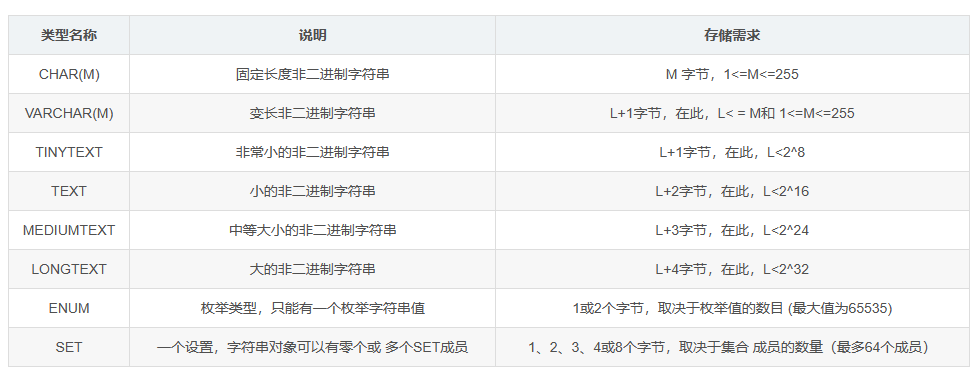 类型名称 说明 存储需求
CHAR(M) 固定长度非二进制字符串 M 字节，1<=M<=255
VARCHAR(M) 变长非二进制字符串 L+1字节，在此，L< = M和 1<=M<=255
TINYTEXT 非常小的非二进制字符串 L+1字节，在此，L<2^8
TEXT 小的非二进制字符串 L+2字节，在此，L<2^16
MEDIUMTEXT 中等大小的非二进制字符串 L+3字节，在此，L<2^24
LONGTEXT 大的非二进制字符串 L+4字节，在此，L<2^32
ENUM 枚举类型，只能有一个枚举字符串值 1或2个字节，取决于枚举值的数目 (最大值为65535)
SET 一个设置，字符串对象可以有零个或 多个SET成员 1、2、3、4或8个字节，取决于集合 成员的数量（最多64个成员）